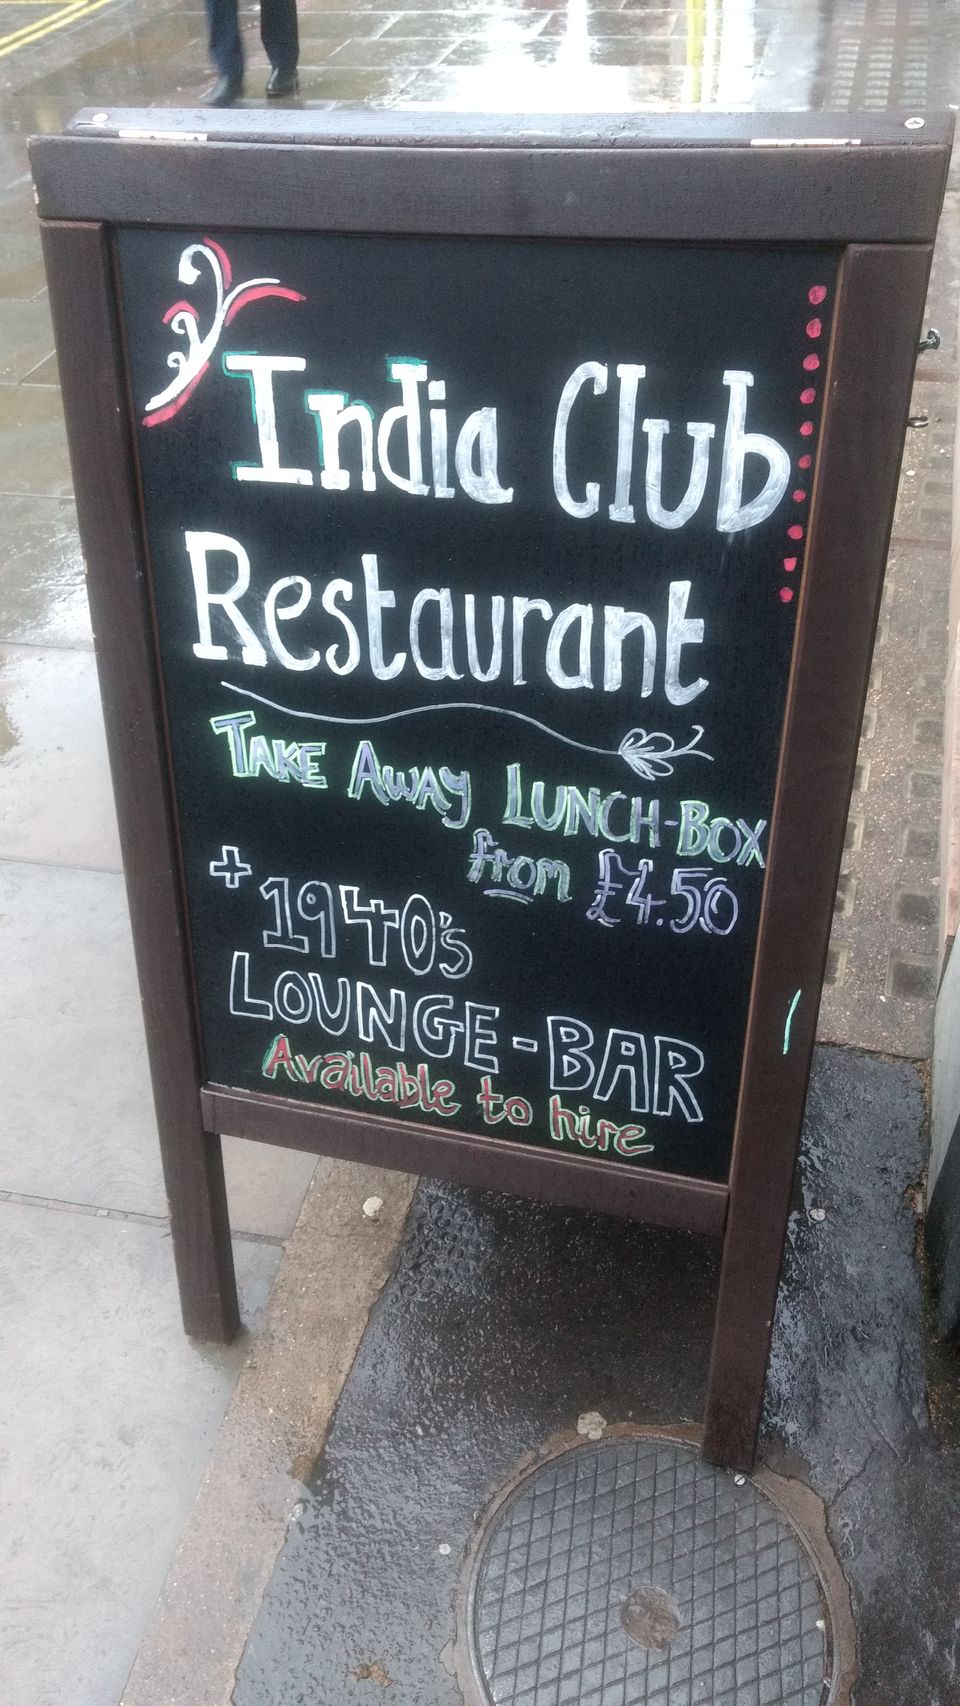 India Club
Restaurant
TAKE AWAY LUNCH-BOX
from £4.50
+ 1940's
LOUNGE-BAR
Available to hire